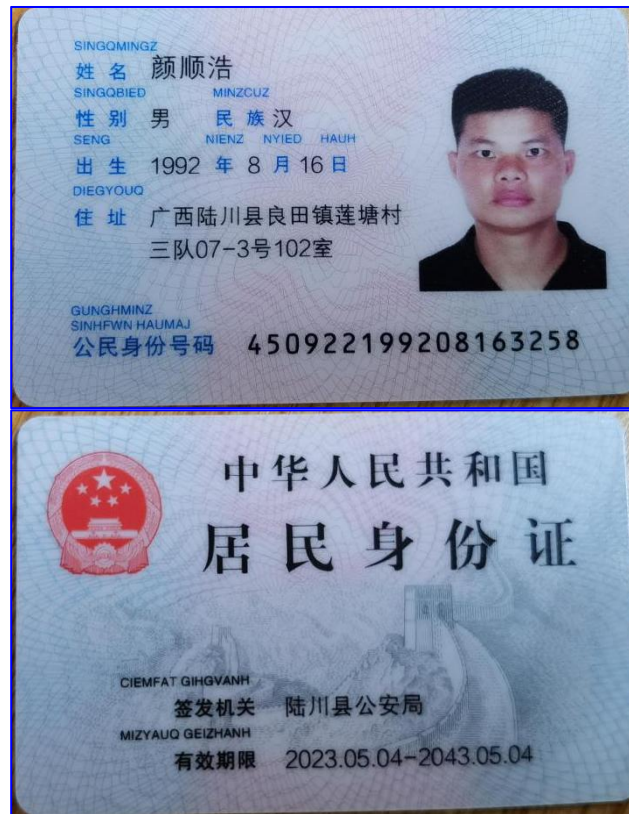 SINGQMINGZ
姓名 颜顺浩
SINGQBIED MINZCUZ
性别 男 民族 汉
SENG NIENZ NYIED HAUH
出生 1992 年 8 月 16 日
DIEGYOUQ
住址 广西陆川县良田镇莲塘村
三队07-3号102室
GUNGHMINZ
SINHFWN HAUMAJ
公民身份号码 450922199208163258
中华人民共和国
居民身份证
CIEMFAT GIHGVANH
签发机关 陆川县公安局
MIZYAUQ GEIZHANH
有效期限 2023.05.04-2043.05.04